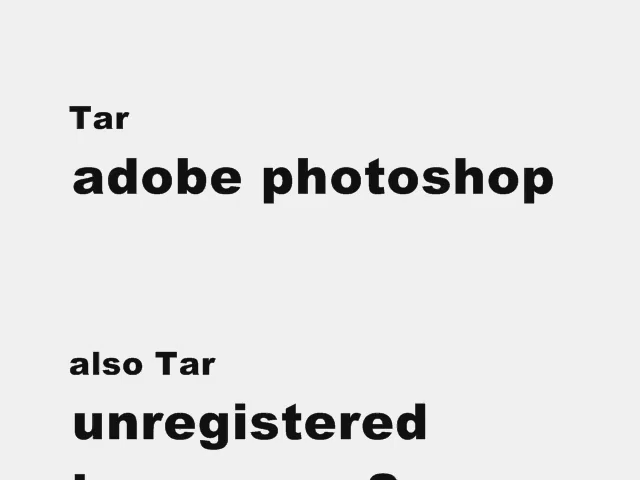 Tar
adobe photoshop
also Tar
unregistered